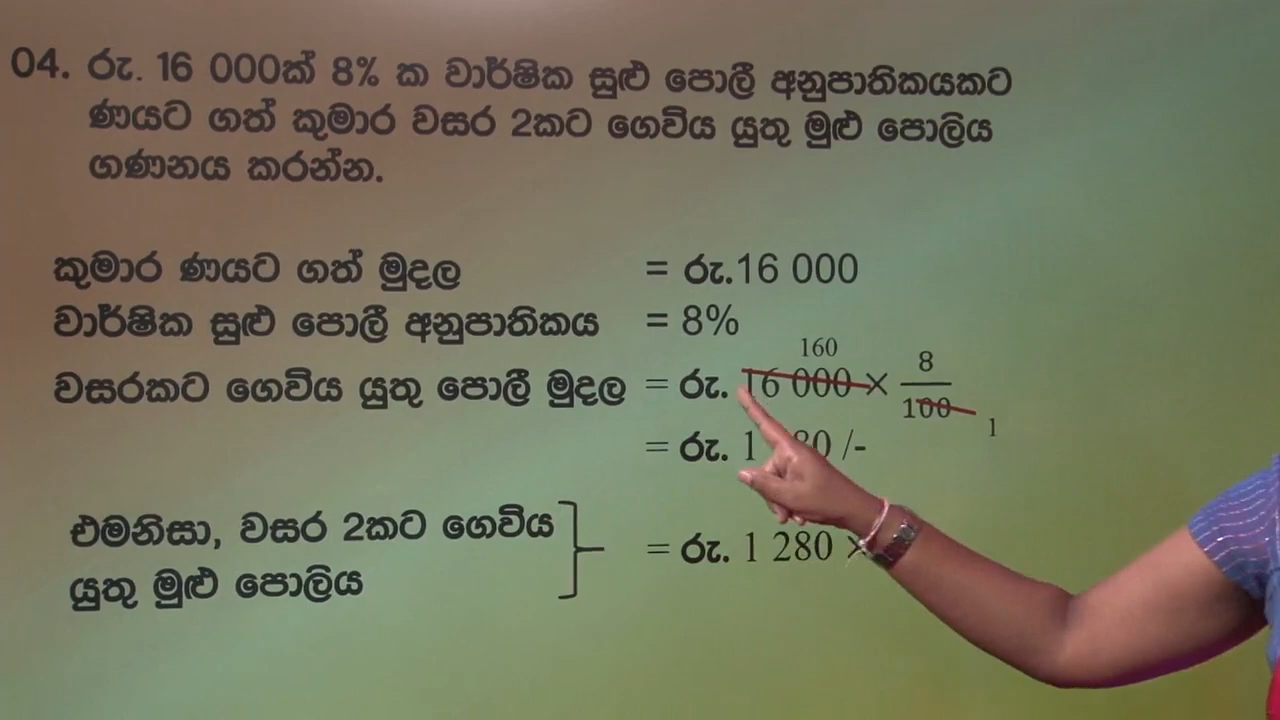 04. රු. 16 000ක් 8% ක වාර්ෂික සුළු පොලී අනුපාතිකයකට
ණයට ගත් කුමාර වසර 2කට ගෙවිය යුතු මුළු පොලිය
ගණනය කරන්න.
කුමාර ණයට ගත් මුදල = රු.16 000
වාර්ෂික සුළු පොලී අනුපාතිකය = 8%
160
වසරකට ගෙවිය යුතු පොලී මුදල = රු. 16 000 × 8/100
1
= රු. 1 80 /-
එමනිසා, වසර 2කට ගෙවිය
යුතු මුළු පොලිය = රු. 1 280 ×